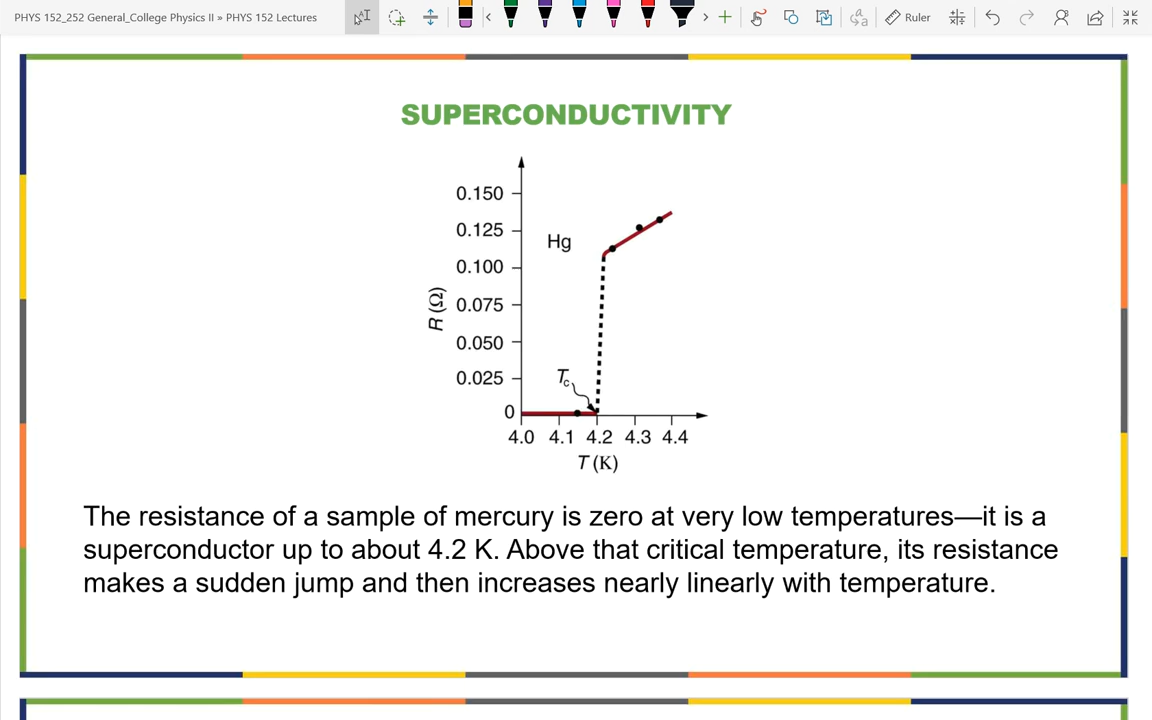 PHYS 152_252 General_College Physics II » PHYS 152 Lectures
Ruler
SUPERCONDUCTIVITY
0.150
0.125
0.100
0.075
0.050
0.025
0
R (Ω)
Hg
Tc
4.0 4.1 4.2 4.3 4.4
T (K)
The resistance of a sample of mercury is zero at very low temperatures—it is a
superconductor up to about 4.2 K. Above that critical temperature, its resistance
makes a sudden jump and then increases nearly linearly with temperature.